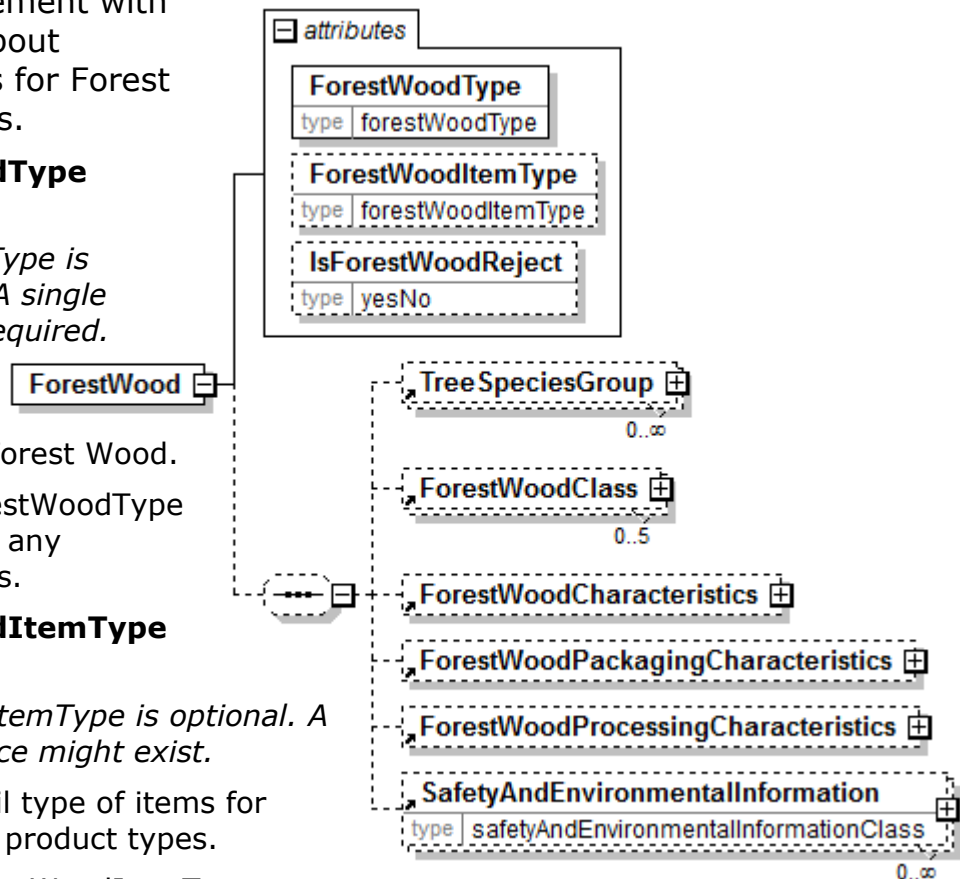 ement with
bout
s for Forest
s.
dType
Type is
A single
equired.
orest Wood.
estWoodType
any
s.
dItemType
temType is optional. A
ce might exist.
il type of items for
product types.
attributes
ForestWoodType
type forestWoodType
ForestWoodItemType
type forestWoodItemType
IsForestWoodReject
type yesNo
ForestWood
TreeSpeciesGroup
0..∞
ForestWoodClass
0..5
ForestWoodCharacteristics
ForestWoodPackagingCharacteristics
ForestWoodProcessingCharacteristics
SafetyAndEnvironmentalInformation
type safetyAndEnvironmentalInformationClass
0..∞